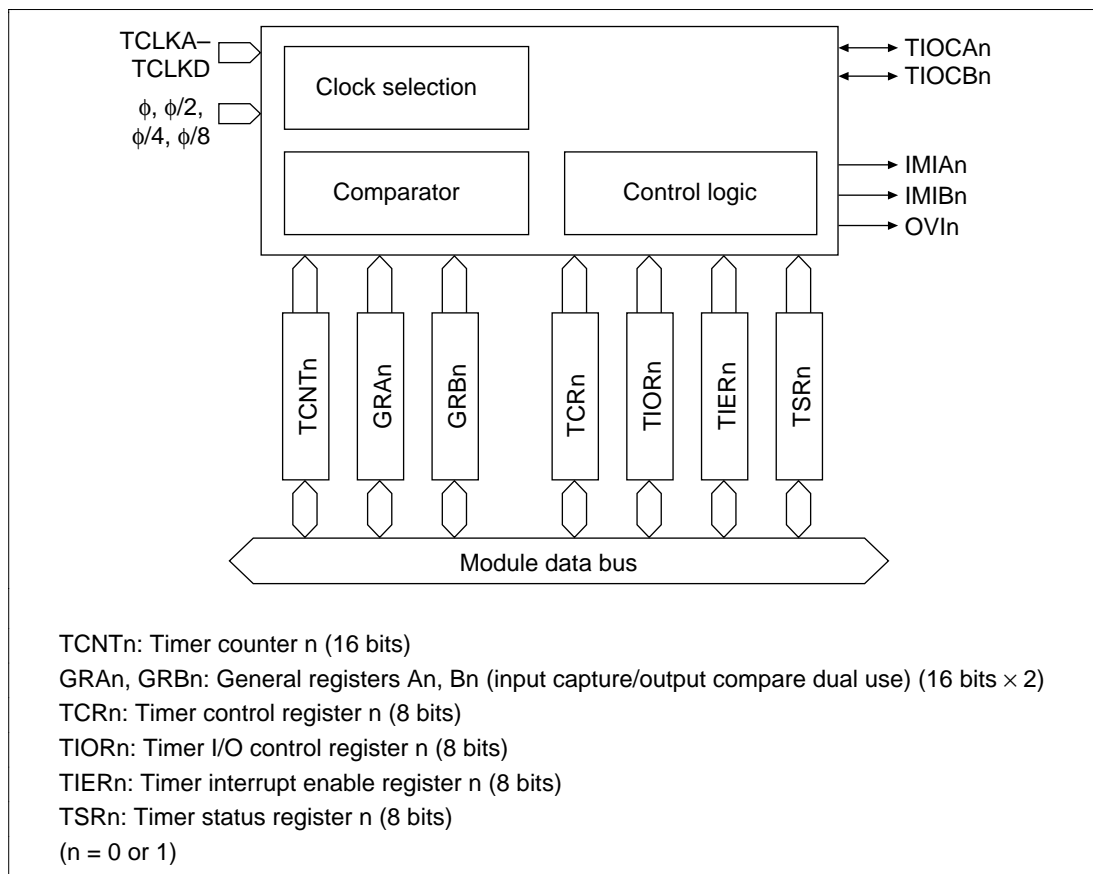 TCLKA–
TCLKD
ϕ, ϕ/2,
ϕ/4, ϕ/8
Clock selection
Comparator
Control logic
TIOCAn
TIOCBn
IMIAn
IMIBn
OVIn
TCNTn
GRAn
GRBn
TCRn
TIORn
TIERn
TSRn
Module data bus
TCNTn: Timer counter n (16 bits)
GRAn, GRBn: General registers An, Bn (input capture/output compare dual use) (16 bits × 2)
TCRn: Timer control register n (8 bits)
TIORn: Timer I/O control register n (8 bits)
TIERn: Timer interrupt enable register n (8 bits)
TSRn: Timer status register n (8 bits)
(n = 0 or 1)